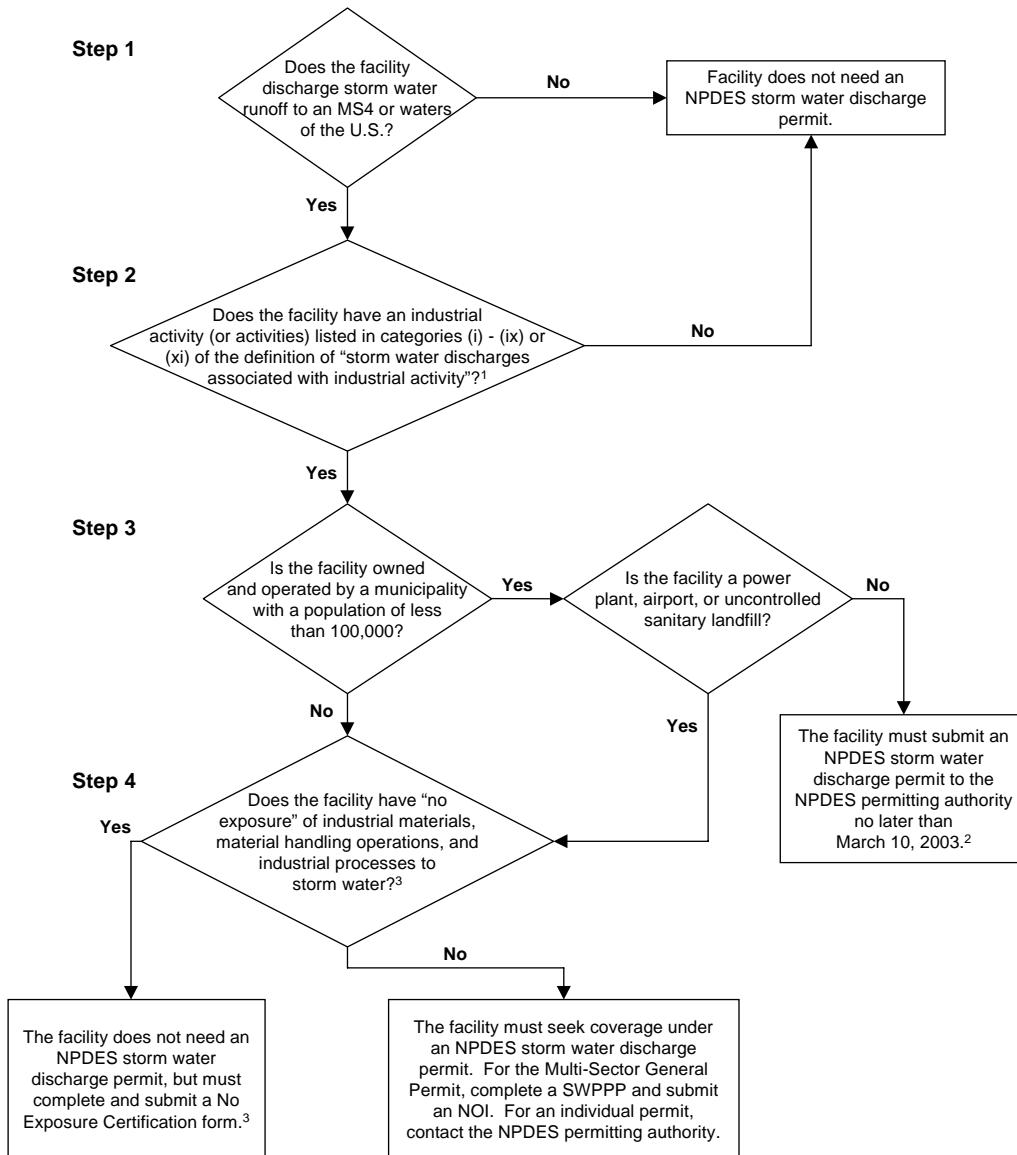 Step 1
Does the facility
discharge storm water
runoff to an MS4 or waters
of the U.S.?
No
Facility does not need an
NPDES storm water discharge
permit.
Yes
Step 2
Does the facility have an industrial
activity (or activities) listed in categories (i) - (ix) or
(xi) of the definition of “storm water discharges
associated with industrial activity”?1
No
Yes
Step 3
Is the facility owned
and operated by a municipality
with a population of less
than 100,000?
Yes
Is the facility a power
plant, airport, or uncontrolled
sanitary landfill?
No
No
Yes
The facility must submit an
NPDES storm water
discharge permit to the
NPDES permitting authority
no later than
March 10, 2003.2
Step 4
Does the facility have “no
exposure” of industrial materials,
material handling operations, and
industrial processes to
storm water?3
Yes
No
The facility does not need an
NPDES storm water
discharge permit, but must
complete and submit a No
Exposure Certification form.3
The facility must seek coverage under
an NPDES storm water discharge
permit.  For the Multi-Sector General
Permit, complete a SWPPP and submit
an NOI.  For an individual permit,
contact the NPDES permitting authority.